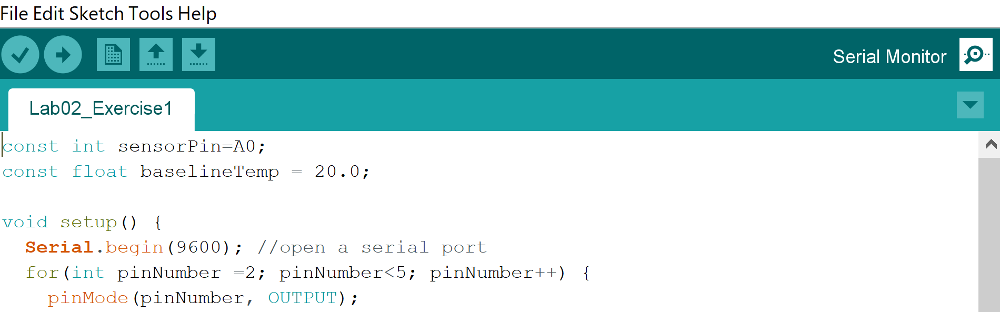 File Edit Sketch Tools Help
Serial Monitor
Lab02_Exercise1
const int sensorPin=A0;
const float baselineTemp = 20.0;
void setup() {
  Serial.begin(9600); //open a serial port
  for(int pinNumber =2; pinNumber<5; pinNumber++) {
    pinMode(pinNumber, OUTPUT);